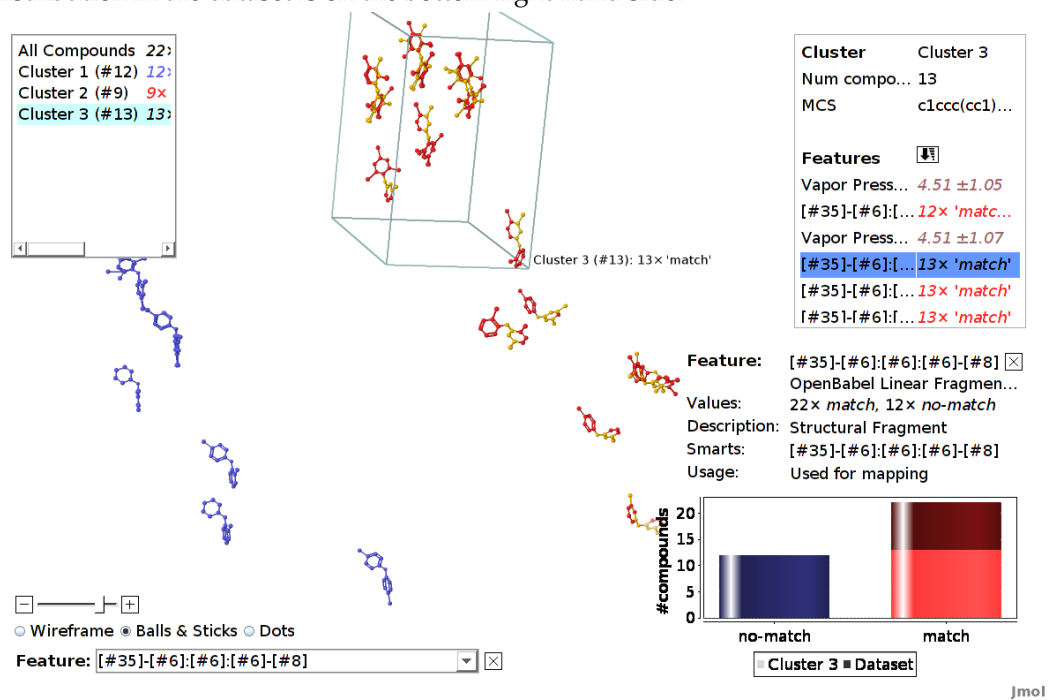 All Compounds 22×
Cluster 1 (#12) 12×
Cluster 2 (#9) 9×
Cluster 3 (#13) 13×
Cluster 3 (#13): 13× 'match'
Cluster Cluster 3
Num compo... 13
MCS c1ccc(cc1)...
Features
Vapor Press... 4.51 ±1.05
[#35]-[#6]:[... 12× 'matc...
Vapor Press... 4.51 ±1.07
[#35]-[#6]:[... 13× 'match'
[#35]-[#6]:[... 13× 'match'
[#35]-[#6]:[... 13× 'match'
Feature: [#35]-[#6]:[#6]:[#6]-[#8]
OpenBabel Linear Fragmen...
Values: 22× match, 12× no-match
Description: Structural Fragment
Smarts: [#35]-[#6]:[#6]:[#6]-[#8]
Usage: Used for mapping
#compounds
20
15
10
5
0
no-match match
Cluster 3 Dataset
Wireframe Balls & Sticks Dots
Feature: [#35]-[#6]:[#6]:[#6]-[#8]
Jmol